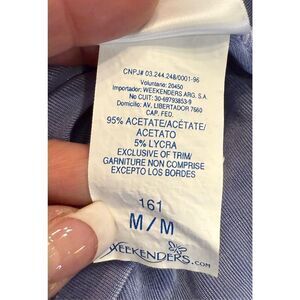 CNPJ# 03.244.248/0001-96
Voluntario: 20450
Importador: WEEKENDERS ARG. S.A.
No CUIT: 30-69793853-9
Domicilio: AV. LIBERTADOR 7660
CAP. FED.
95% ACETATE/ACÉTATE/
ACETATO
5% LYCRA
EXCLUSIVE OF TRIM/
GARNITURE NON COMPRISE
EXCEPTO LOS BORDES
161
M/M
WEEKENDERS.COM